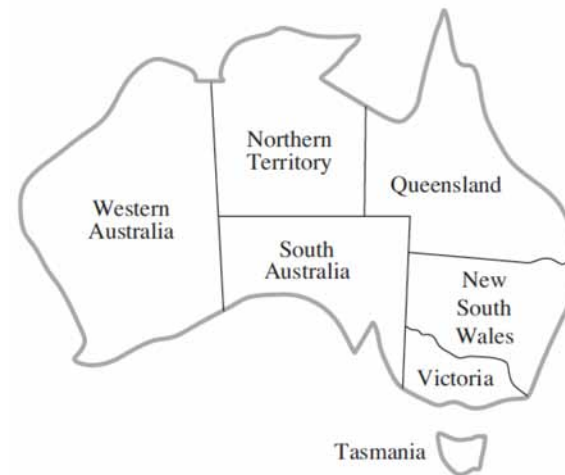 Northern
Territory
Queensland
Western
Australia
South
Australia
New
South
Wales
Victoria
Tasmania